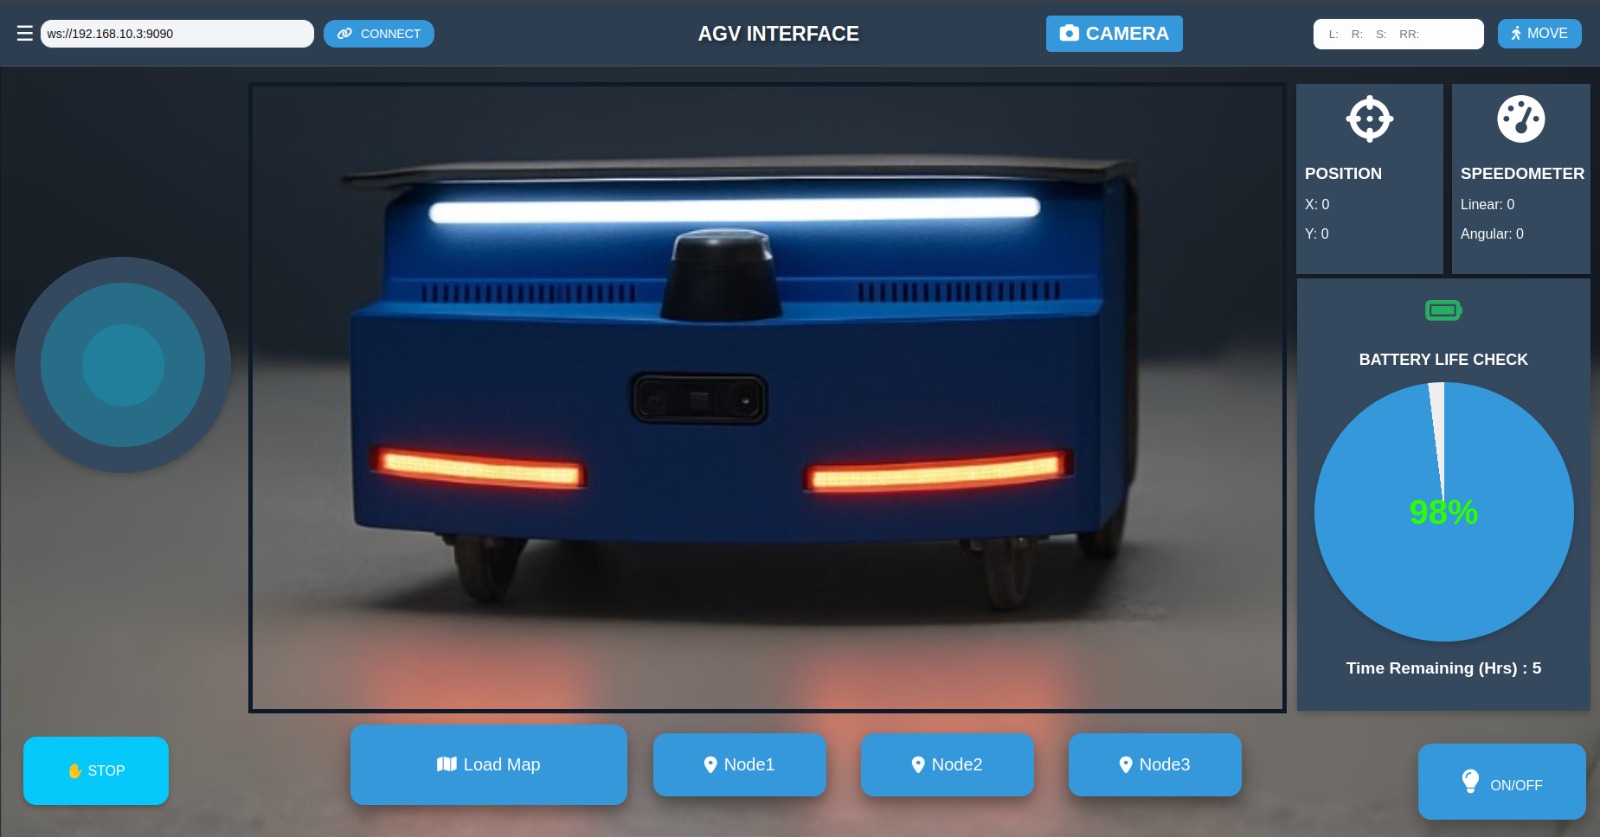 ws://192.168.10.3:9090
CONNECT
AGV INTERFACE
CAMERA
L: R: S: RR:
MOVE
POSITION
X: 0
Y: 0
SPEEDOMETER
Linear: 0
Angular: 0
BATTERY LIFE CHECK
98%
Time Remaining (Hrs) : 5
STOP
Load Map
Node1
Node2
Node3
ON/OFF